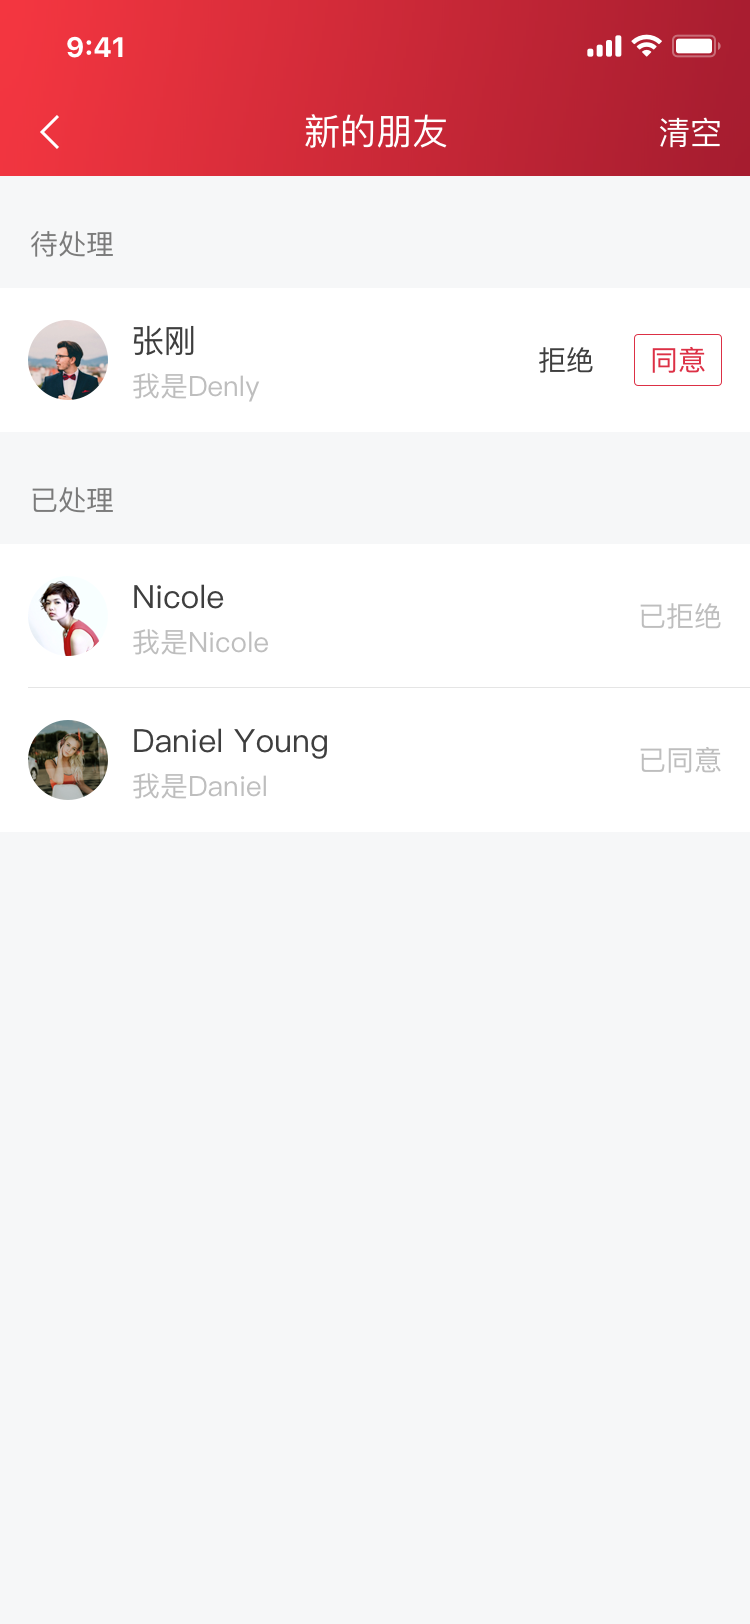 9:41
新的朋友
清空
待处理
张刚
我是Denly
拒绝
同意
已处理
Nicole
我是Nicole
已拒绝
Daniel Young
我是Daniel
已同意